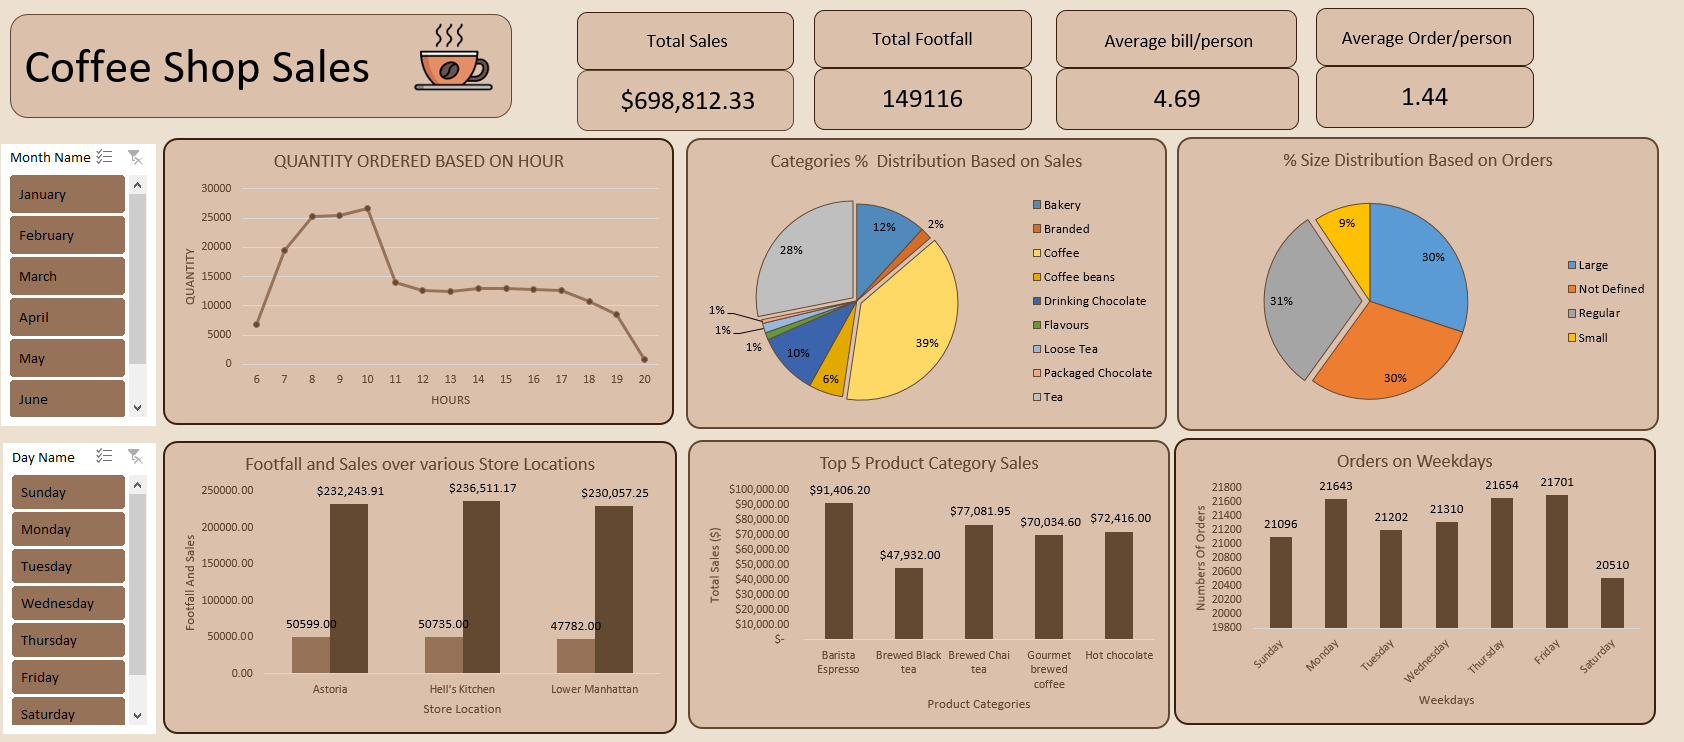 Coffee Shop Sales
Total Sales
$698,812.33
Total Footfall
149116
Average bill/person
4.69
Average Order/person
1.44
Month Name
January
February
March
April
May
June
Day Name
Sunday
Monday
Tuesday
Wednesday
Thursday
Friday
Saturday
QUANTITY ORDERED BASED ON HOUR
QUANTITY
30000
25000
20000
15000
10000
5000
0
6 7 8 9 10 11 12 13 14 15 16 17 18 19 20
HOURS
Categories % Distribution Based on Sales
12%
2%
39%
6%
10%
1%
1%
1%
28%
Bakery
Branded
Coffee
Coffee beans
Drinking Chocolate
Flavours
Loose Tea
Packaged Chocolate
Tea
% Size Distribution Based on Orders
30%
30%
31%
9%
Large
Not Defined
Regular
Small
Footfall and Sales over various Store Locations
Footfall And Sales
250000.00
200000.00
150000.00
100000.00
50000.00
0.00
$232,243.91
$236,511.17
$230,057.25
50599.00
50735.00
47782.00
Astoria
Hell's Kitchen
Lower Manhattan
Store Location
Top 5 Product Category Sales
Total Sales ($)
$100,000.00
$90,000.00
$80,000.00
$70,000.00
$60,000.00
$50,000.00
$40,000.00
$30,000.00
$20,000.00
$10,000.00
$-
$91,406.20
$47,932.00
$77,081.95
$70,034.60
$72,416.00
Barista
Espresso
Brewed Black
tea
Brewed Chai
tea
Gourmet
brewed
coffee
Hot chocolate
Product Categories
Orders on Weekdays
Numbers Of Orders
21800
21600
21400
21200
21000
20800
20600
20400
20200
20000
19800
21096
21643
21202
21310
21654
21701
20510
Sunday
Monday
Tuesday
Wednesday
Thursday
Friday
Saturday
Weekdays